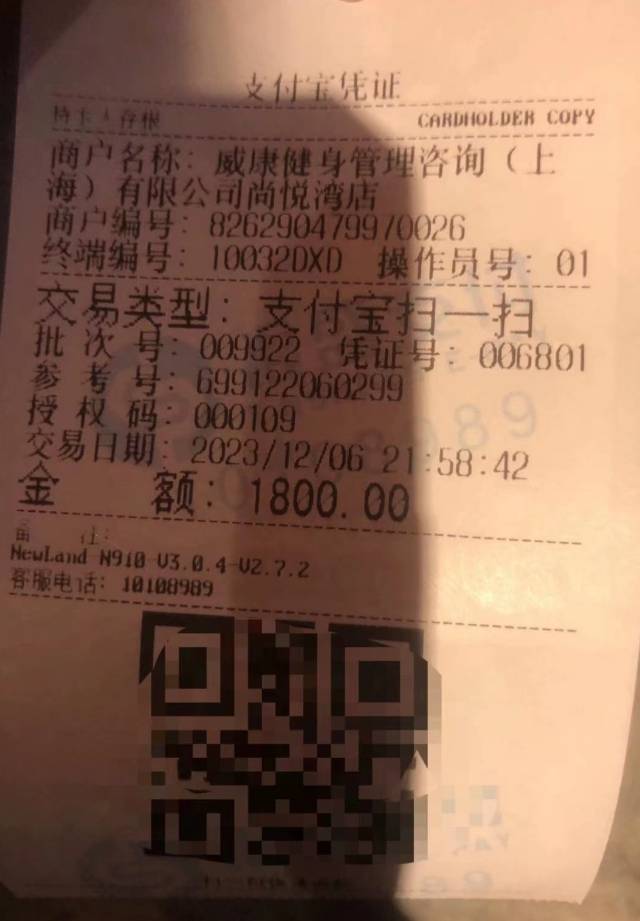 支付宝凭证
持卡人存根 CARDHOLDER COPY
商户名称: 威康健身管理咨询（上
海）有限公司尚悦湾店
商户编号: 826290479970026
终端编号: 10032DXD 操作员号: 01
交易类型: 支付宝扫一扫
批 次 号: 009922 凭证号: 006801
参 考 号: 699122060299
授 权 码: 000109
交易日期: 2023/12/06 21:58:42
金 额: 1800.00
备 注:
NewLand N910-V3.0.4-V2.7.2
客服电话: 10108989